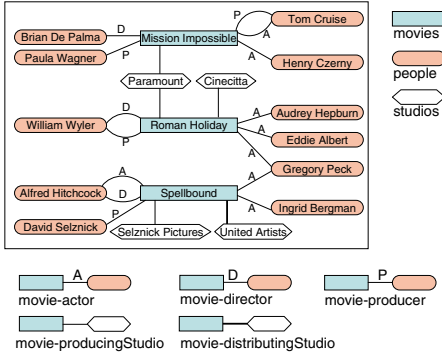 P Tom Cruise
Brian De Palma D Mission Impossible A
Paula Wagner P A Henry Czerny
Paramount Cinecitta
D A Audrey Hepburn
William Wyler Roman Holiday A Eddie Albert
P A
A Gregory Peck
Alfred Hitchcock D Spellbound A
P A Ingrid Bergman
David Selznick Selznick Pictures United Artists
movies
people
studios
A D P
movie-actor movie-director movie-producer
movie-producingStudio movie-distributingStudio